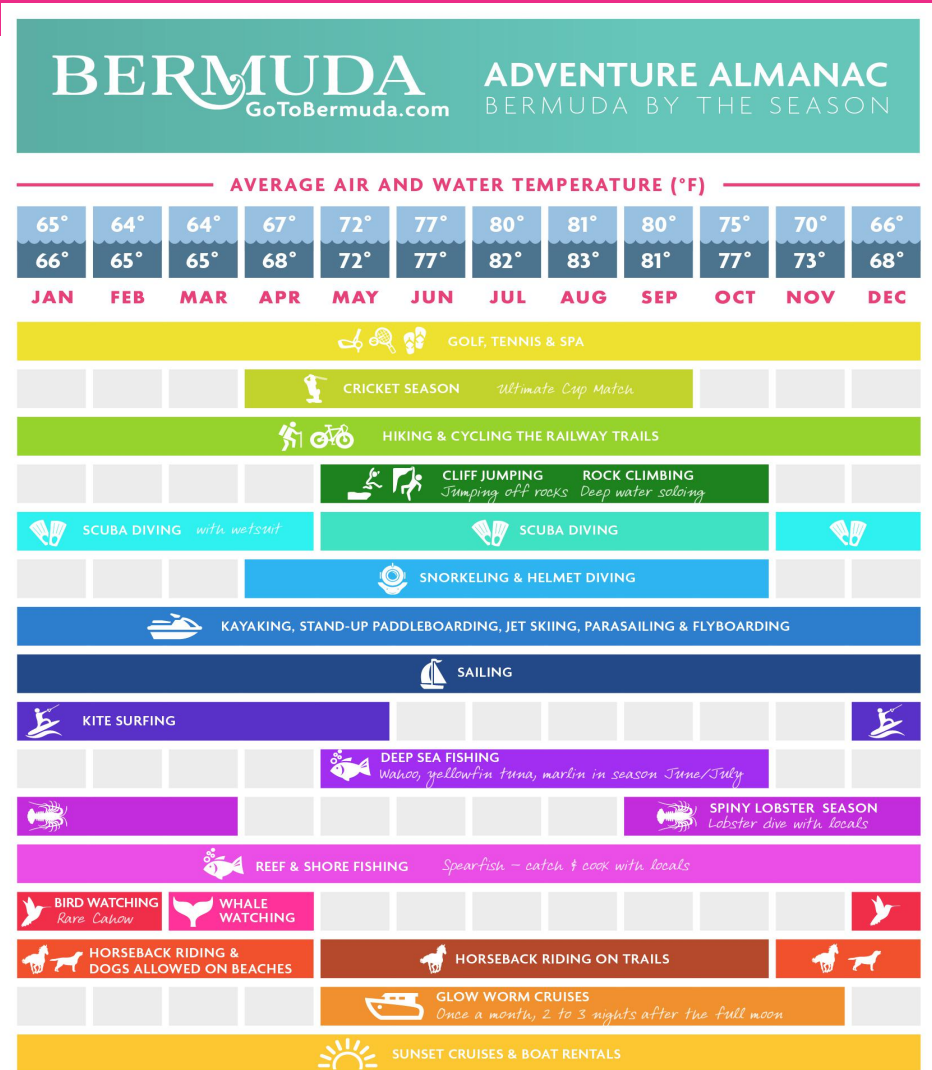 BERMUDA
GoToBermuda.com
ADVENTURE ALMANAC
BERMUDA BY THE SEASON
AVERAGE AIR AND WATER TEMPERATURE (°F)
65° 64° 64° 67° 72° 77° 80° 81° 80° 75° 70° 66°
66° 65° 65° 68° 72° 77° 82° 83° 81° 77° 73° 68°
JAN FEB MAR APR MAY JUN JUL AUG SEP OCT NOV DEC
GOLF, TENNIS & SPA
CRICKET SEASON Ultimate Cup Match
HIKING & CYCLING THE RAILWAY TRAILS
CLIFF JUMPING ROCK CLIMBING
Jumping off rocks Deep water soloing
SCUBA DIVING with wetsuit SCUBA DIVING
SNORKELING & HELMET DIVING
KAYAKING, STAND-UP PADDLEBOARDING, JET SKIING, PARASAILING & FLYBOARDING
SAILING
KITE SURFING
DEEP SEA FISHING
Wahoo, yellowfin tuna, marlin in season June/July
SPINY LOBSTER SEASON
Lobster dive with locals
REEF & SHORE FISHING Spearfish – catch & cook with locals
BIRD WATCHING
Rare Cahow
WHALE
WATCHING
HORSEBACK RIDING &
DOGS ALLOWED ON BEACHES
HORSEBACK RIDING ON TRAILS
GLOW WORM CRUISES
Once a month, 2 to 3 nights after the full moon
SUNSET CRUISES & BOAT RENTALS